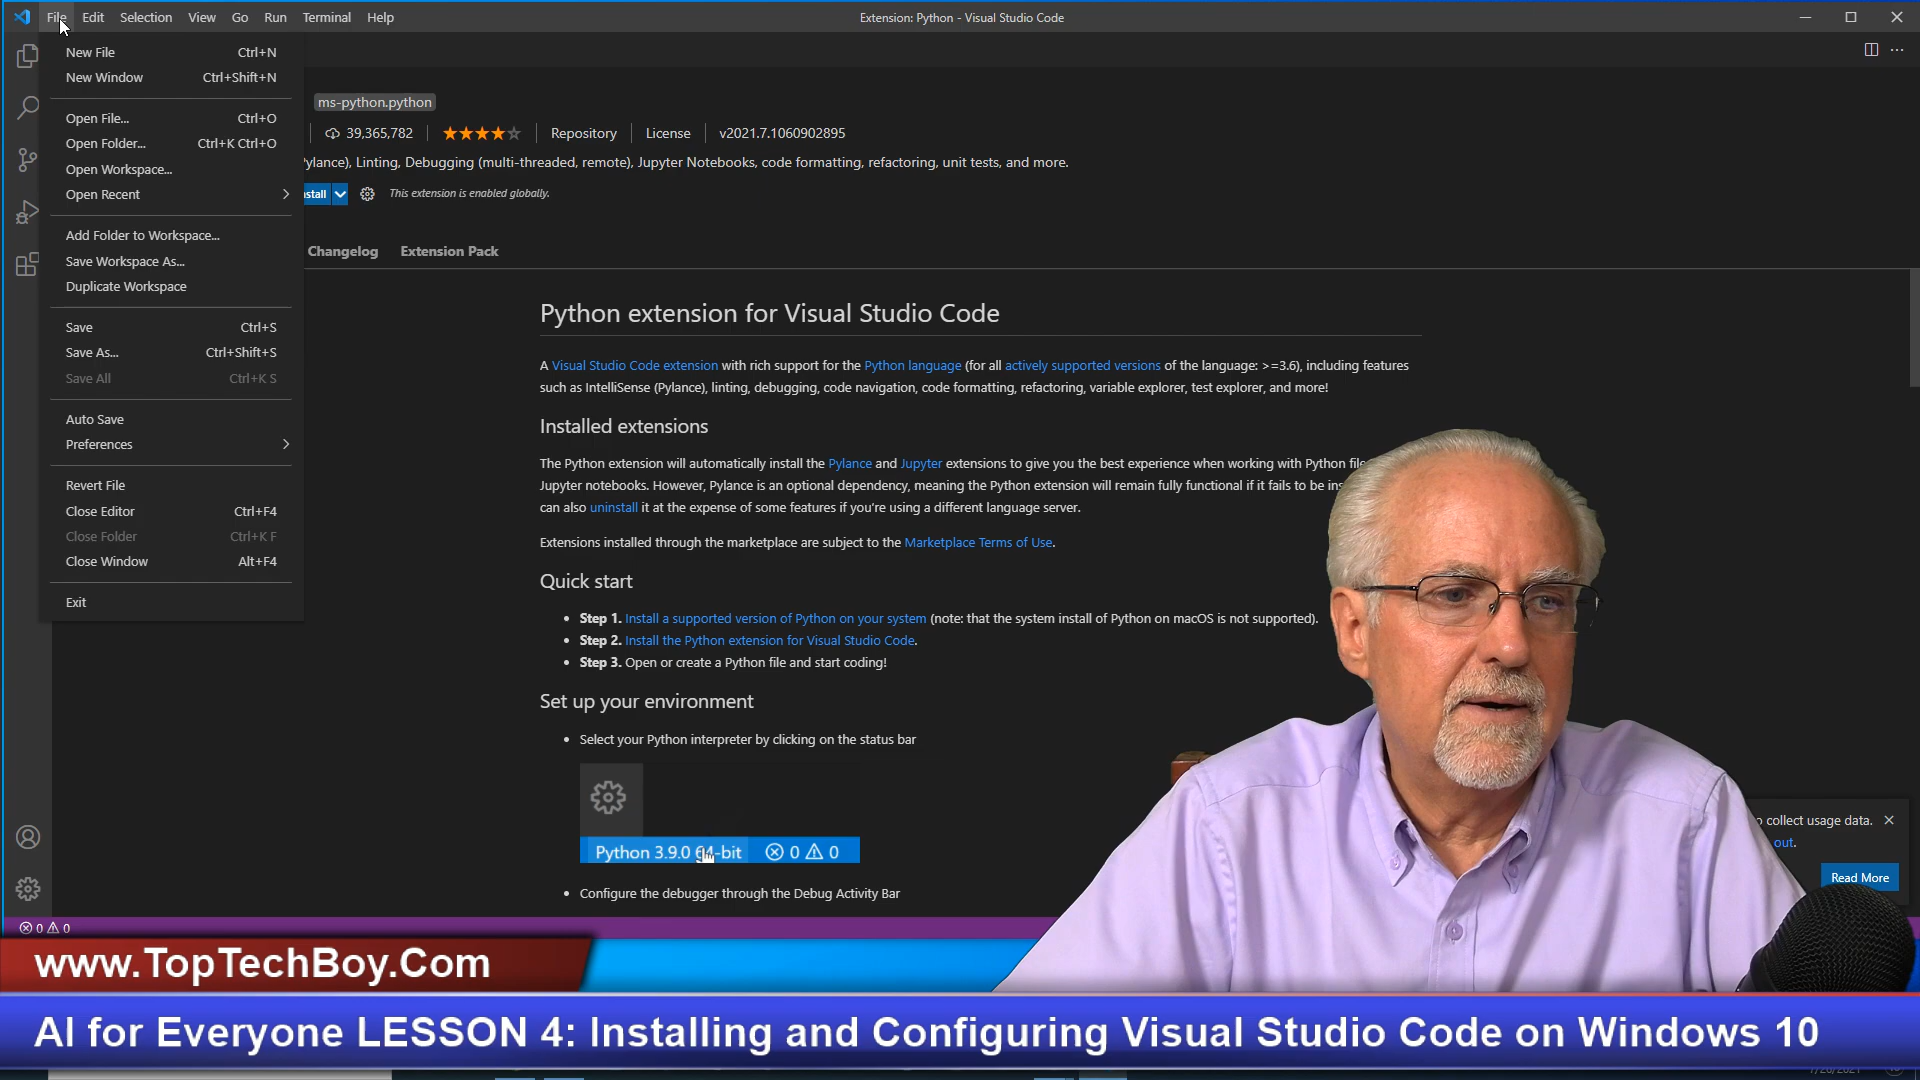 File Edit Selection View Go Run Terminal Help
Extension: Python - Visual Studio Code
New File Ctrl+N
New Window Ctrl+Shift+N
Open File... Ctrl+O
Open Folder... Ctrl+K Ctrl+O
Open Workspace...
Open Recent
Add Folder to Workspace...
Save Workspace As...
Duplicate Workspace
Save Ctrl+S
Save As... Ctrl+Shift+S
Save All Ctrl+K S
Auto Save
Preferences
Revert File
Close Editor Ctrl+F4
Close Folder Ctrl+K F
Close Window Alt+F4
Exit
ms-python.python
39,365,782 Repository License v2021.7.1060902895
ylance), Linting, Debugging (multi-threaded, remote), Jupyter Notebooks, code formatting, refactoring, unit tests, and more.
stall This extension is enabled globally.
Changelog Extension Pack
Python extension for Visual Studio Code
A Visual Studio Code extension with rich support for the Python language (for all actively supported versions of the language: >=3.6), including features
such as IntelliSense (Pylance), linting, debugging, code navigation, code formatting, refactoring, variable explorer, test explorer, and more!
Installed extensions
The Python extension will automatically install the Pylance and Jupyter extensions to give you the best experience when working with Python file
Jupyter notebooks. However, Pylance is an optional dependency, meaning the Python extension will remain fully functional if it fails to be ins
can also uninstall it at the expense of some features if you're using a different language server.
Extensions installed through the marketplace are subject to the Marketplace Terms of Use.
Quick start
• Step 1. Install a supported version of Python on your system (note: that the system install of Python on macOS is not supported).
• Step 2. Install the Python extension for Visual Studio Code.
• Step 3. Open or create a Python file and start coding!
Set up your environment
• Select your Python interpreter by clicking on the status bar
Python 3.9.0 64-bit 0 0
• Configure the debugger through the Debug Activity Bar
o collect usage data.
out.
Read More
0 0
www.TopTechBoy.Com
AI for Everyone LESSON 4: Installing and Configuring Visual Studio Code on Windows 10